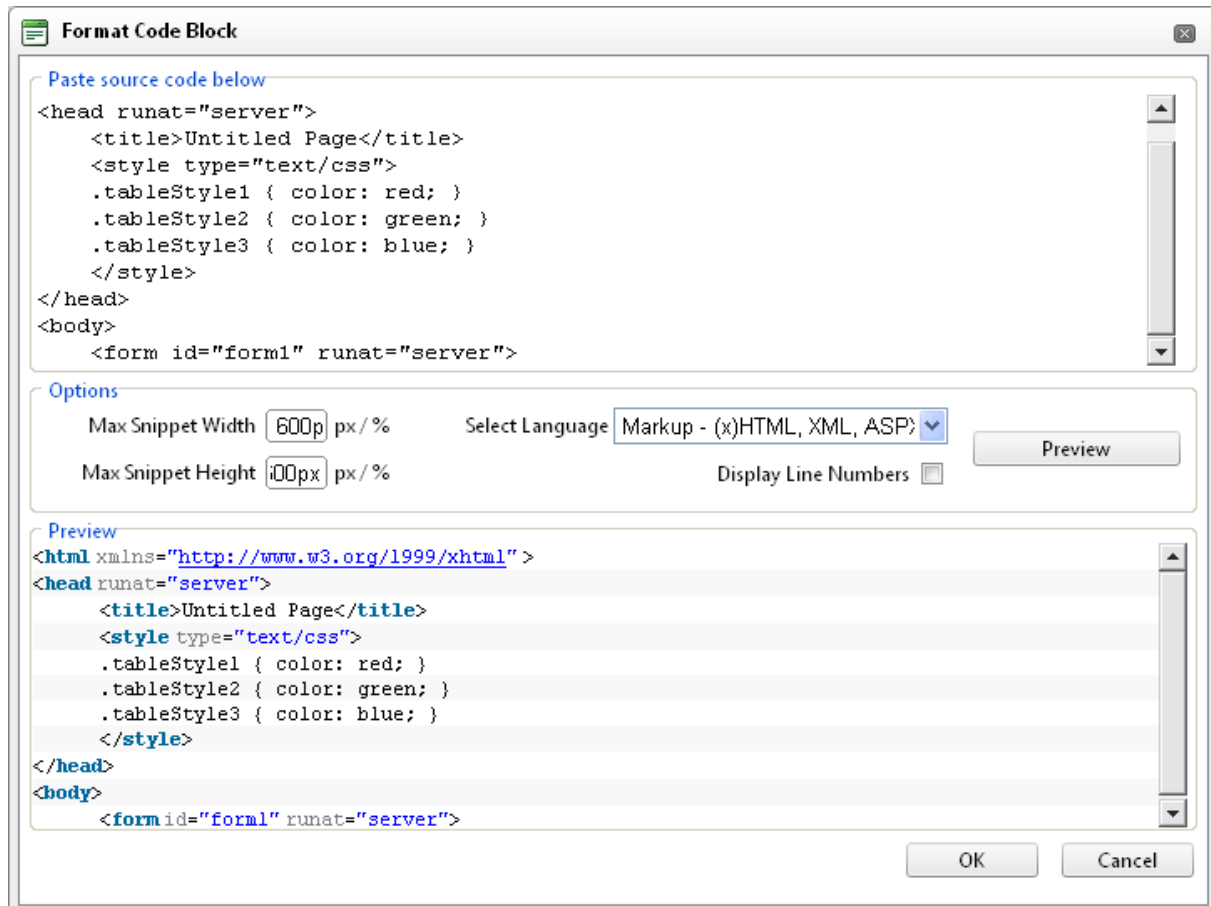 Format Code Block
Paste source code below
<head runat="server">
    <title>Untitled Page</title>
    <style type="text/css">
    .tableStyle1 { color: red; }
    .tableStyle2 { color: green; }
    .tableStyle3 { color: blue; }
    </style>
</head>
<body>
    <form id="form1" runat="server">
Options
Max Snippet Width 600p px / % Select Language Markup - (x)HTML, XML, ASP
Preview
Max Snippet Height 00px px / % Display Line Numbers
Preview
<html xmlns="http://www.w3.org/1999/xhtml" >
<head runat="server">
    <title>Untitled Page</title>
    <style type="text/css">
    .tableStyle1 { color: red; }
    .tableStyle2 { color: green; }
    .tableStyle3 { color: blue; }
    </style>
</head>
<body>
    <form id="form1" runat="server">
OK Cancel